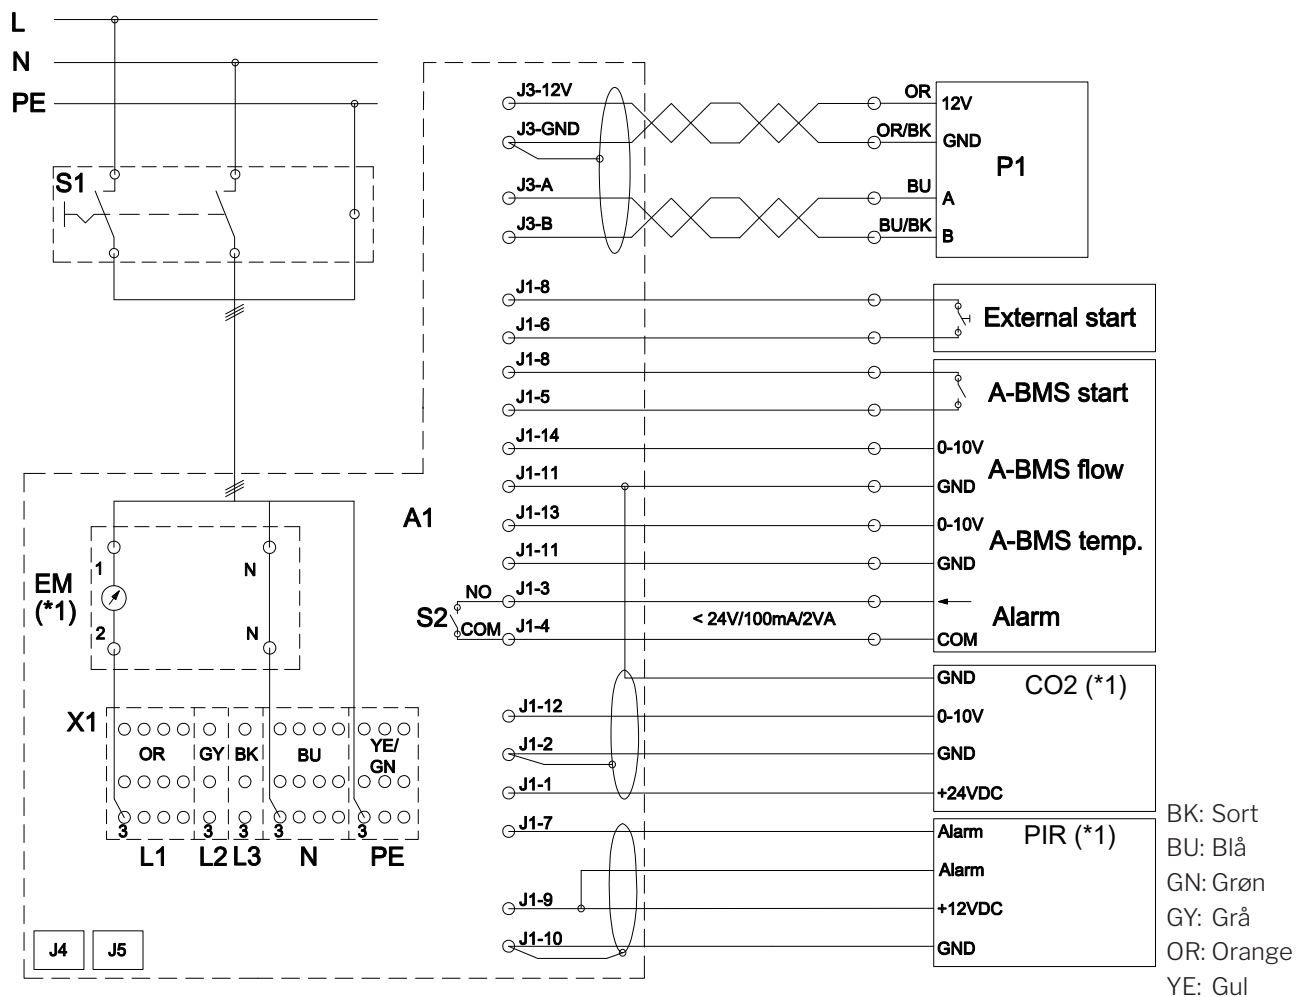 L
N
PE
S1
J3-12V
J3-GND
J3-A
J3-B
OR
OR/BK
BU
BU/BK
12V
GND
A
B
P1
J1-8
J1-6
External start
J1-8
J1-5
A-BMS start
J1-14
0-10V
A-BMS flow
J1-11
GND
J1-13
0-10V
A-BMS temp.
J1-11
GND
A1
S2
NO
COM
J1-3
J1-4
< 24V/100mA/2VA
Alarm
COM
EM
(*1)
1
2
N
N
X1
OR
GY
BK
BU
YE/
GN
3
3
3
3
3
L1
L2
L3
N
PE
GND
CO2 (*1)
J1-12
0-10V
J1-2
GND
J1-1
+24VDC
J1-7
Alarm
PIR (*1)
Alarm
J1-9
+12VDC
J1-10
GND
J4
J5
BK: Sort
BU: Blå
GN: Grøn
GY: Grå
OR: Orange
YE: Gul